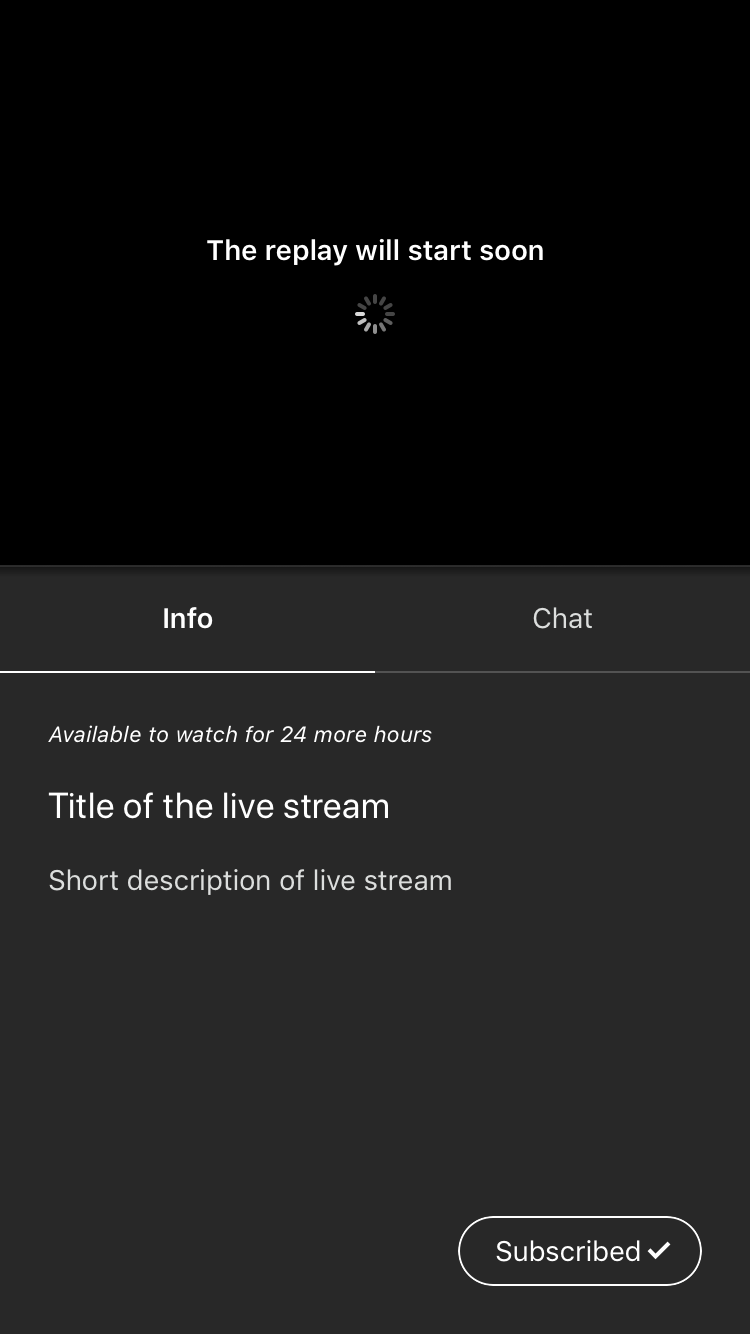 The replay will start soon
Info
Chat
Available to watch for 24 more hours
Title of the live stream
Short description of live stream
Subscribed